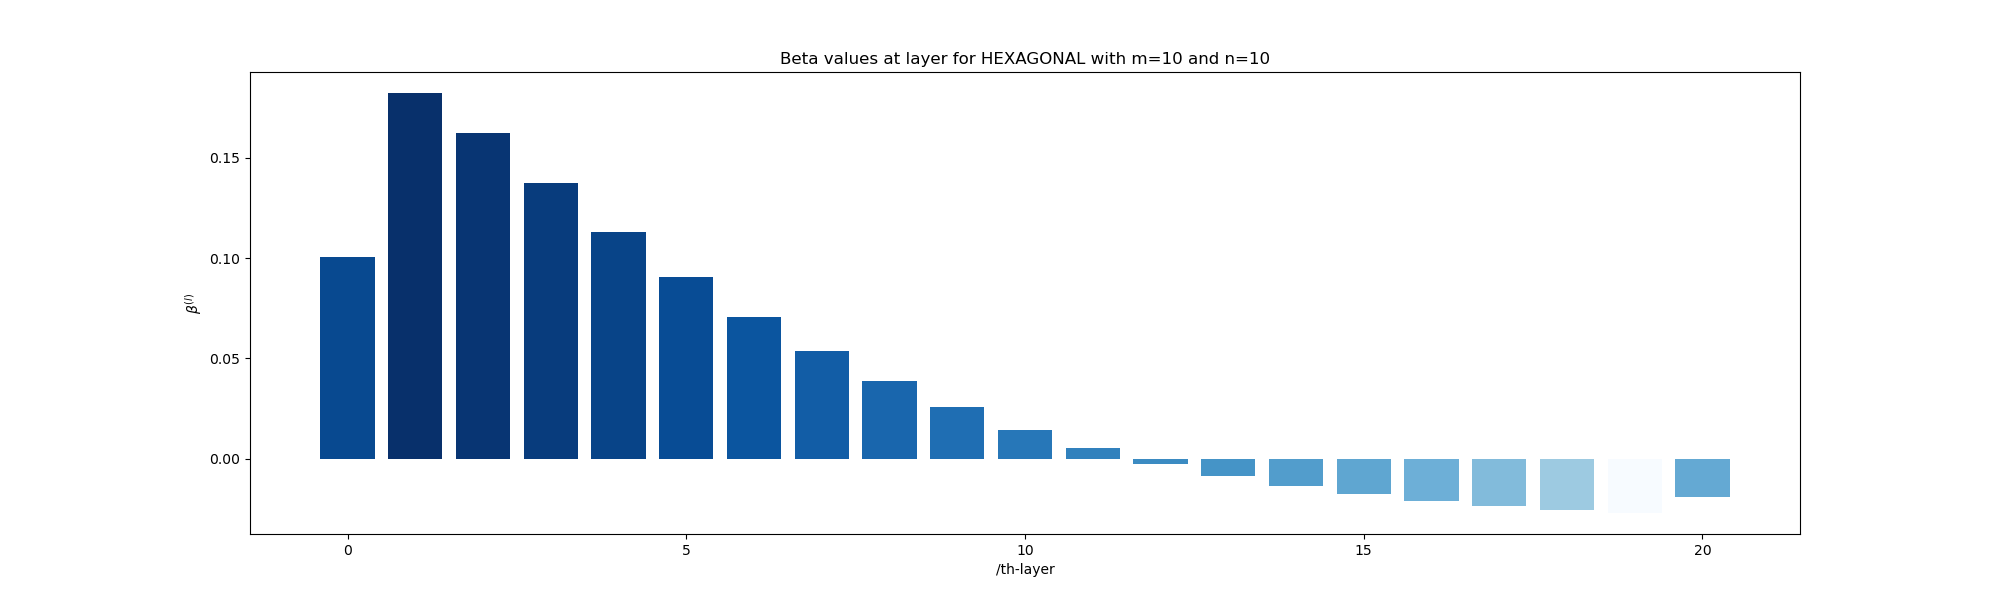 Beta values at layer for HEXAGONAL with m=10 and n=10
0.15
0.10
0.05
0.00
β⁽ˡ⁾
0 5 10 15 20
/th-layer